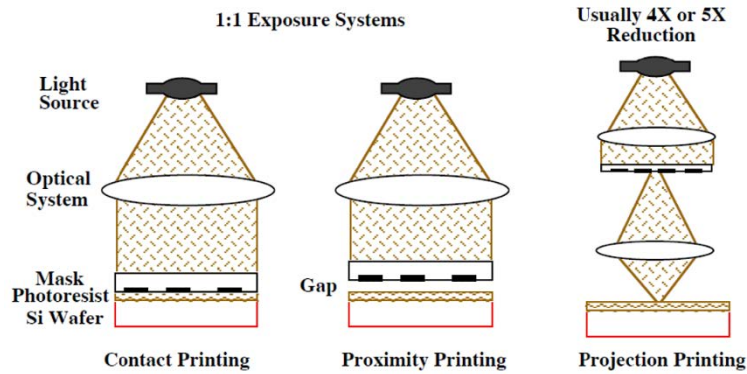 1:1 Exposure Systems
Usually 4X or 5X
Reduction
Light
Source
Optical
System
Mask
Photoresist
Si Wafer
Gap
Contact Printing
Proximity Printing
Projection Printing